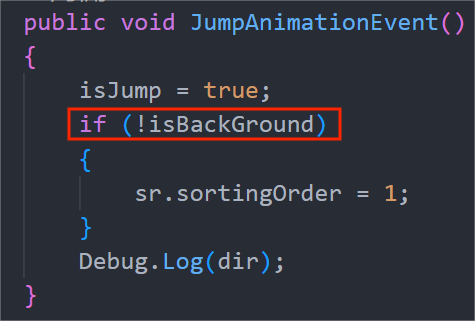 public void JumpAnimationEvent()
{
isJump = true;
if (!isBackGround)
{
sr.sortingOrder = 1;
}
Debug.Log(dir);
}